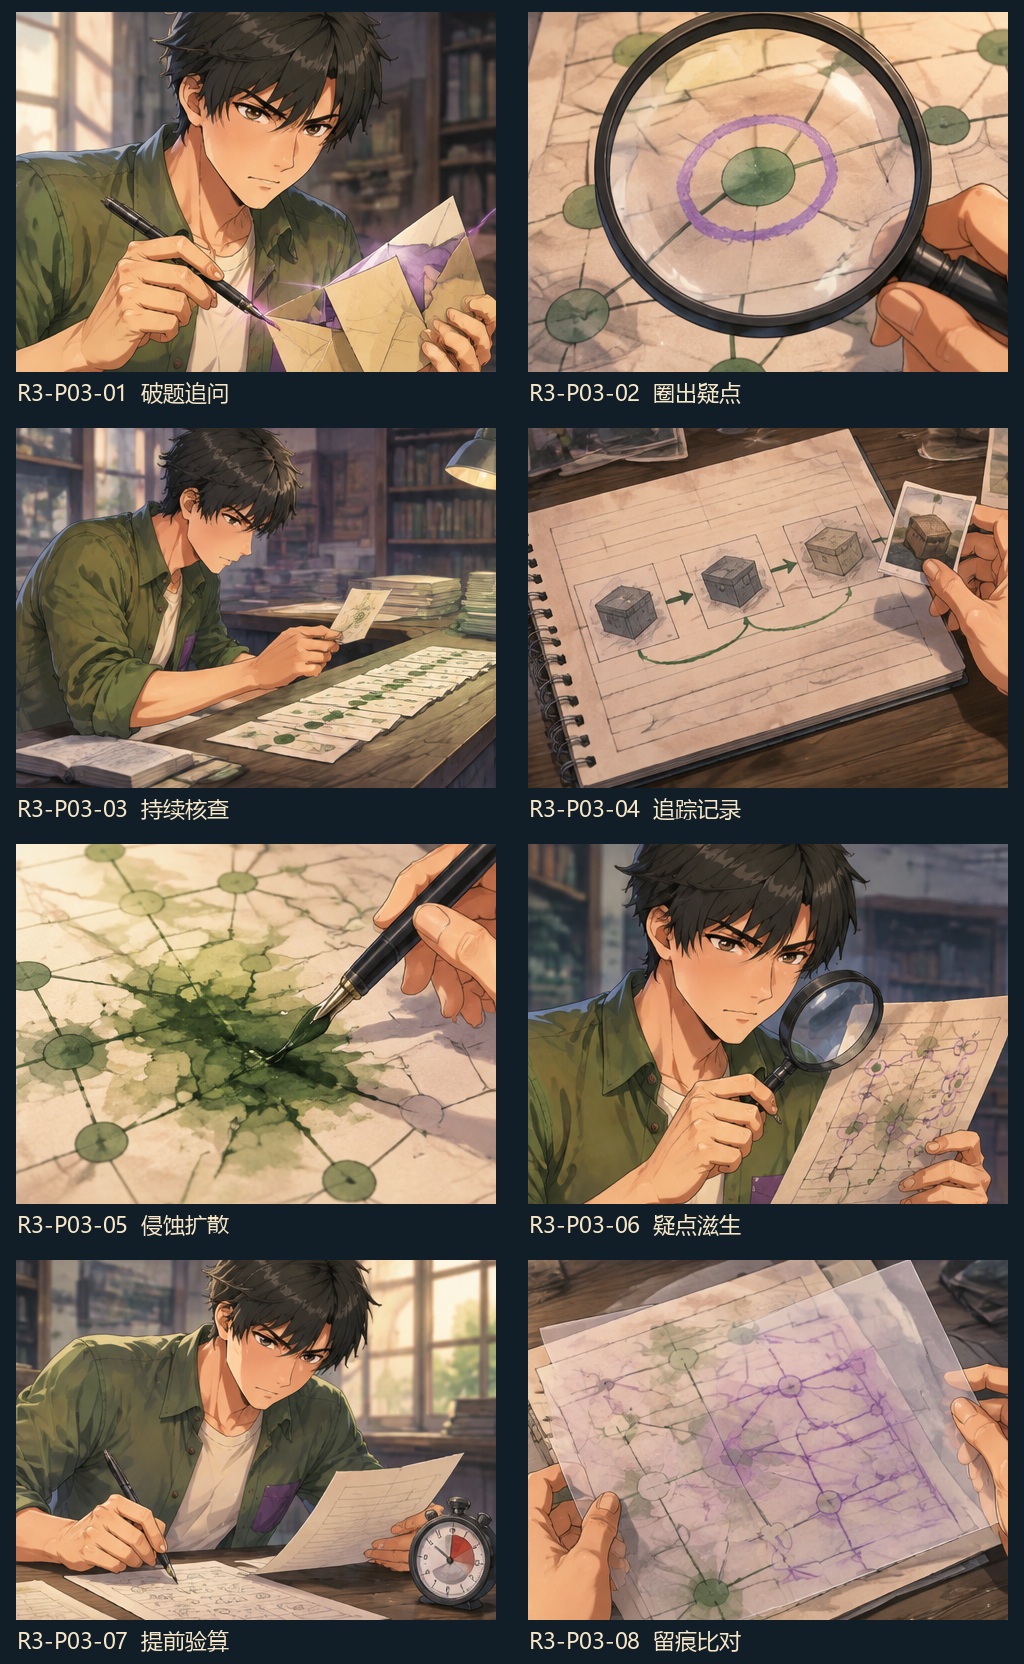 R3-P03-01 破题追问
R3-P03-02 圈出疑点
R3-P03-03 持续核查
R3-P03-04 追踪记录
R3-P03-05 侵蚀扩散
R3-P03-06 疑点滋生
R3-P03-07 提前验算
R3-P03-08 留痕比对